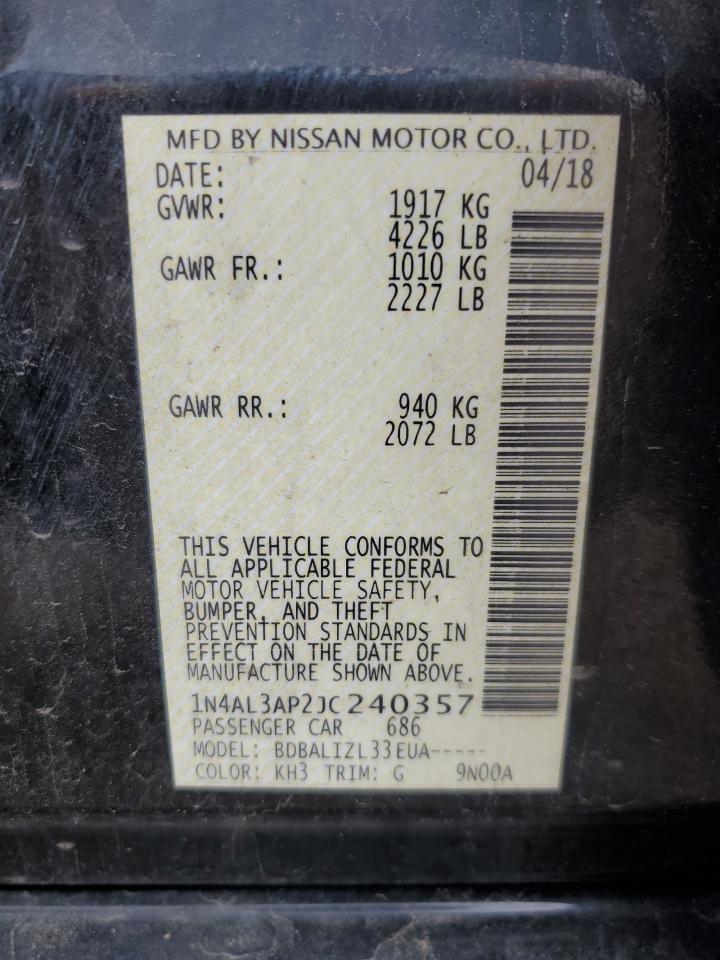 MFD BY NISSAN MOTOR CO., LTD.
DATE: 04/18
GVWR: 1917 KG
4226 LB
GAWR FR.: 1010 KG
2227 LB
GAWR RR.: 940 KG
2072 LB
THIS VEHICLE CONFORMS TO
ALL APPLICABLE FEDERAL
MOTOR VEHICLE SAFETY,
BUMPER, AND THEFT
PREVENTION STANDARDS IN
EFFECT ON THE DATE OF
MANUFACTURE SHOWN ABOVE.
1N4AL3AP2JC240357
PASSENGER CAR 686
MODEL: BDBALIZL33EUA-----
COLOR: KH3 TRIM: G 9N00A